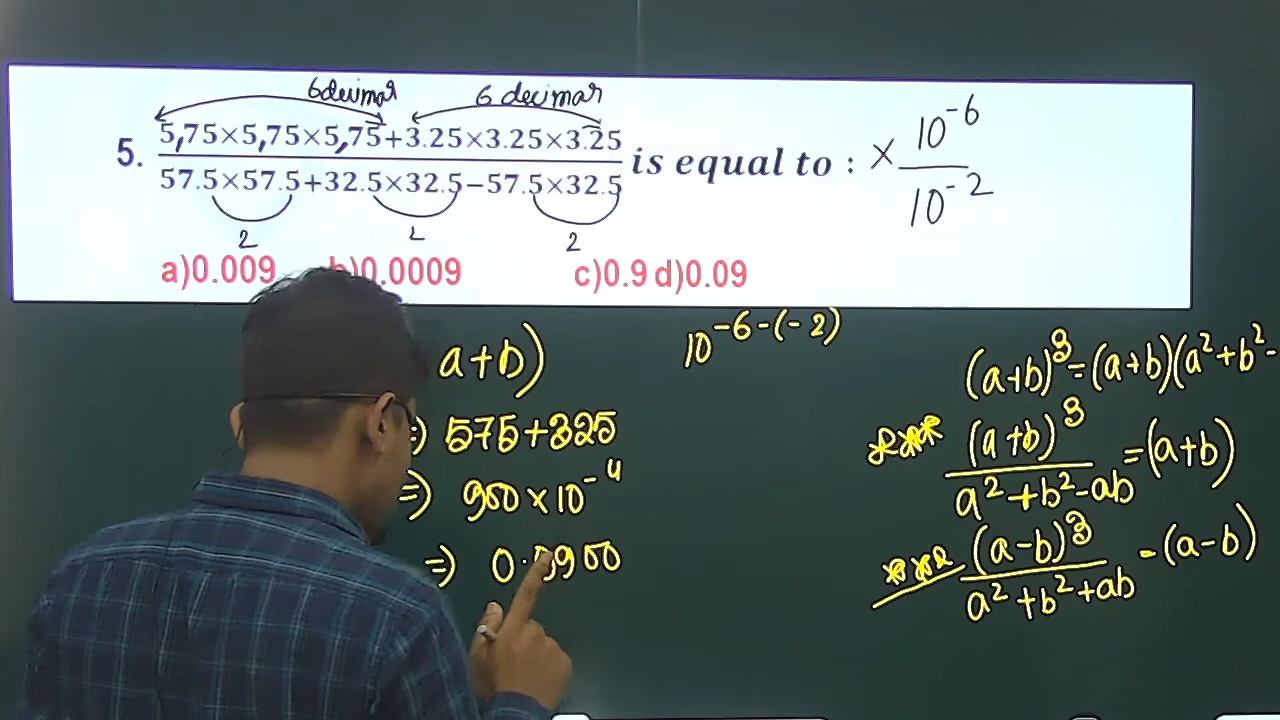 6 decimar 6 decimar
5. 5,75×5,75×5,75+3.25×3.25×3.25 / 57.5×57.5+32.5×32.5−57.5×32.5 is equal to : × 10⁻⁶ / 10⁻²
2 2 2
a)0.009 b)0.0009 c)0.9 d)0.09
a+b)
⇒ 575+325
⇒ 900×10⁻⁴
⇒ 0.0900
10⁻⁶⁻⁽⁻²⁾
(a+b)³=(a+b)(a²+b²-
(a+b)³ / a²+b²-ab =(a+b)
(a-b)³ / a²+b²+ab -(a-b)